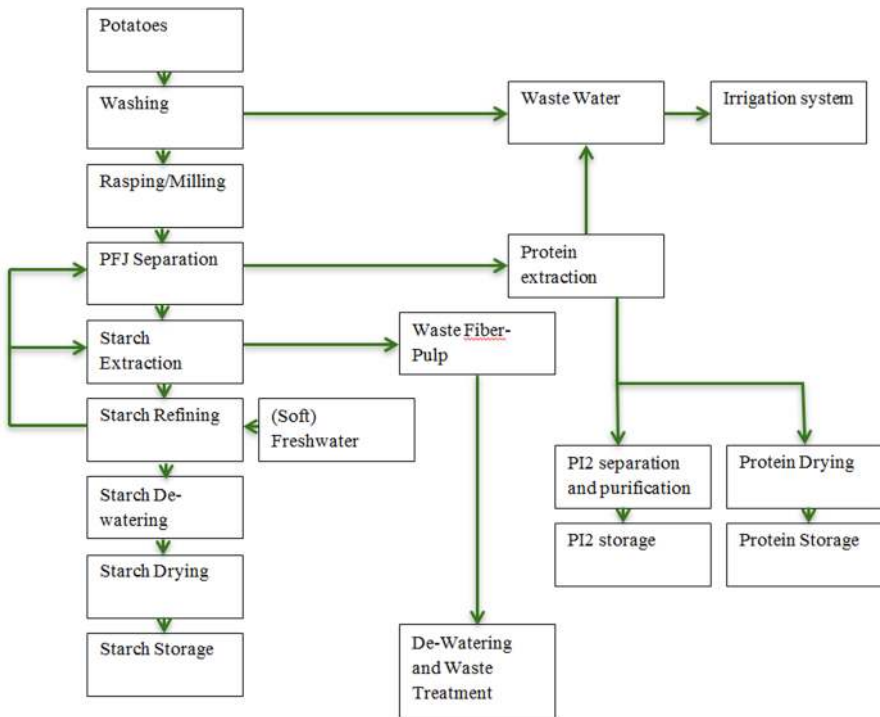 Potatoes
Washing
Waste Water
Irrigation system
Rasping/Milling
PFJ Separation
Protein
extraction
Starch
Extraction
Waste Fiber-
Pulp
Starch Refining
(Soft)
Freshwater
Starch De-
watering
PI2 separation
and purification
Protein Drying
PI2 storage
Protein Storage
Starch Drying
Starch Storage
De-Watering
and Waste
Treatment